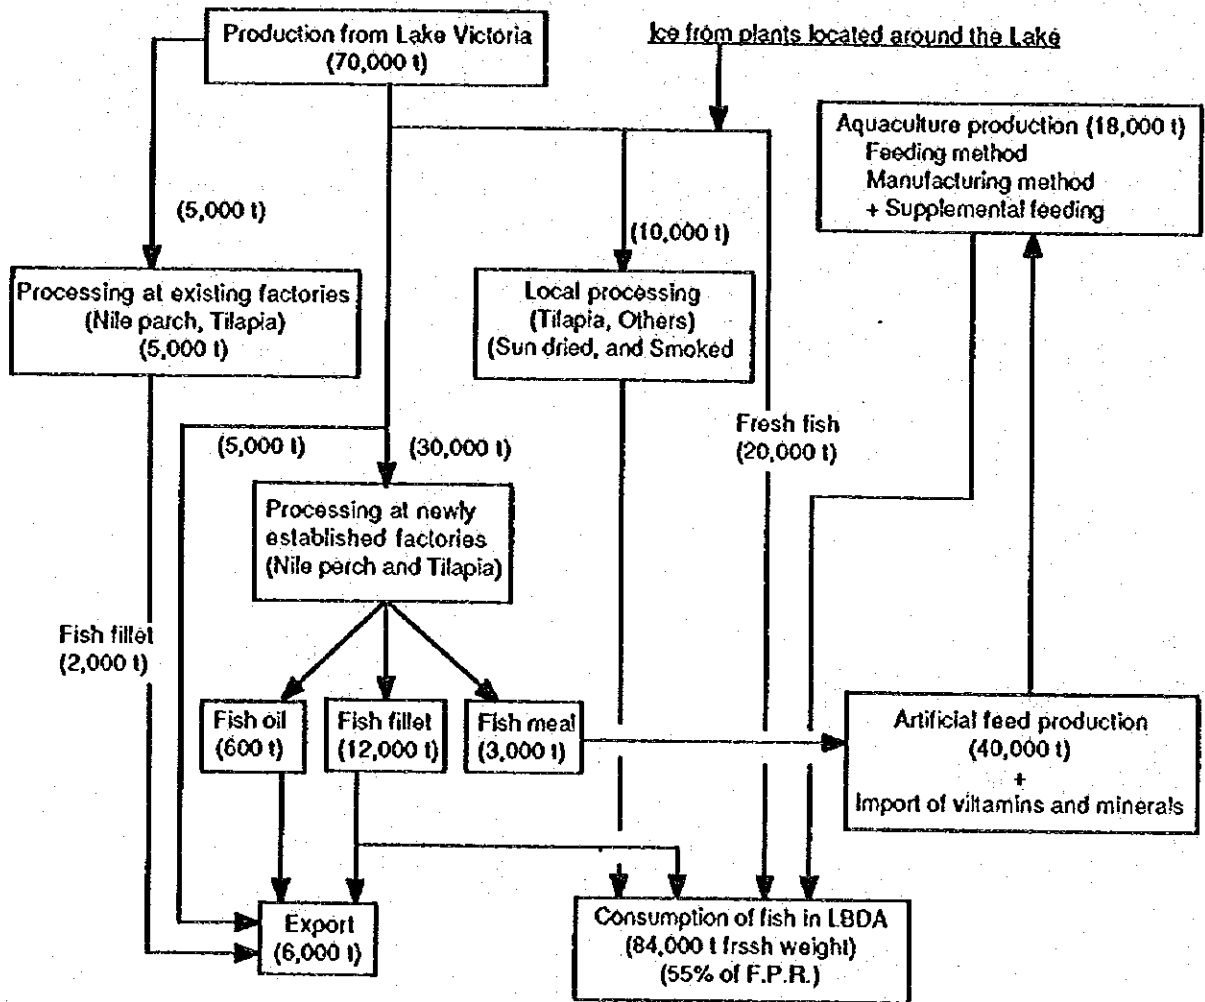 Production from Lake Victoria
(70,000 t)
Ice from plants located around the Lake
Aquaculture production (18,000 t)
Feeding method
Manufacturing method
+ Supplemental feeding
(5,000 t)
(10,000 t)
Processing at existing factories
(Nile parch, Tilapia)
(5,000 t)
Local processing
(Tilapia, Others)
(Sun dried, and Smoked
Fresh fish
(20,000 t)
(5,000 t)
(30,000 t)
Processing at newly
established factories
(Nile perch and Tilapia)
Fish fillet
(2,000 t)
Fish oil
(600 t)
Fish fillet
(12,000 t)
Fish meal
(3,000 t)
Artificial feed production
(40,000 t)
+
Import of viltamins and minerals
Export
(6,000 t)
Consumption of fish in LBDA
(84,000 t frssh weight)
(55% of F.P.R.)